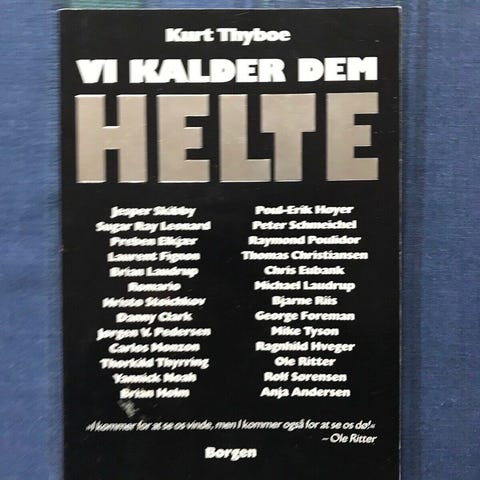 Kurt Thyboe
VI KALDER DEM
HELTE
Jesper Skibby
Sugar Ray Leonard
Preben Elkjær
Laurent Fignon
Brian Laudrup
Romario
Hristo Stoichkov
Danny Clark
Jørgen V. Pedersen
Carlos Monzon
Thorkild Thyrring
Yannick Noah
Brian Holm
Poul-Erik Høyer
Peter Schmeichel
Raymond Poulidor
Thomas Christiansen
Chris Eubank
Michael Laudrup
Bjarne Riis
George Foreman
Mike Tyson
Ragnhild Hveger
Ole Ritter
Rolf Sørensen
Anja Andersen
»I kommer for at se os vinde, men I kommer også for at se os dø!«
– Ole Ritter
Borgen